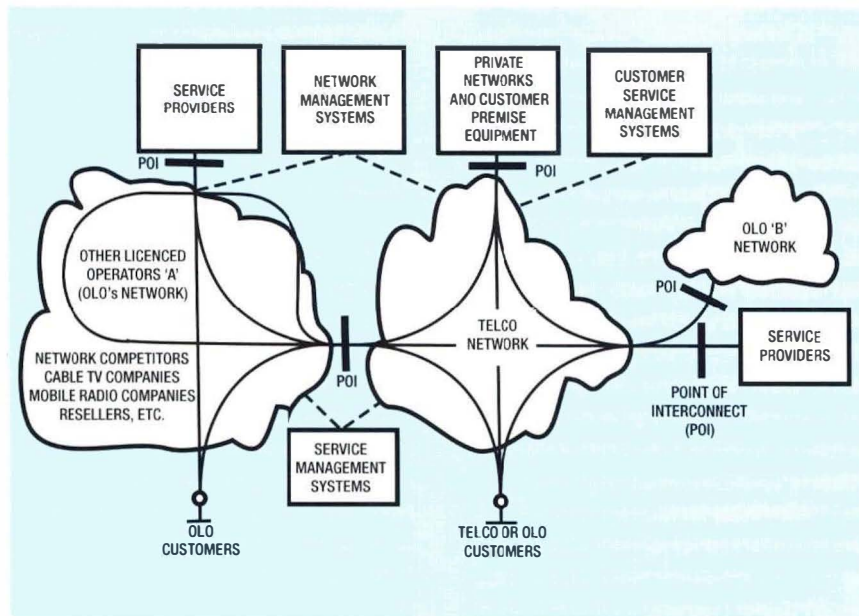 SERVICE
PROVIDERS
NETWORK
MANAGEMENT
SYSTEMS
PRIVATE
NETWORKS
AND CUSTOMER
PREMISE
EQUIPMENT
CUSTOMER
SERVICE
MANAGEMENT
SYSTEMS
POI
POI
OTHER LICENCED
OPERATORS 'A'
(OLO's NETWORK)
NETWORK COMPETITORS
CABLE TV COMPANIES
MOBILE RADIO COMPANIES
RESELLERS, ETC.
POI
TELCO
NETWORK
OLO 'B'
NETWORK
POI
SERVICE
PROVIDERS
POINT OF
INTERCONNECT
(POI)
SERVICE
MANAGEMENT
SYSTEMS
OLO
CUSTOMERS
TELCO OR OLO
CUSTOMERS